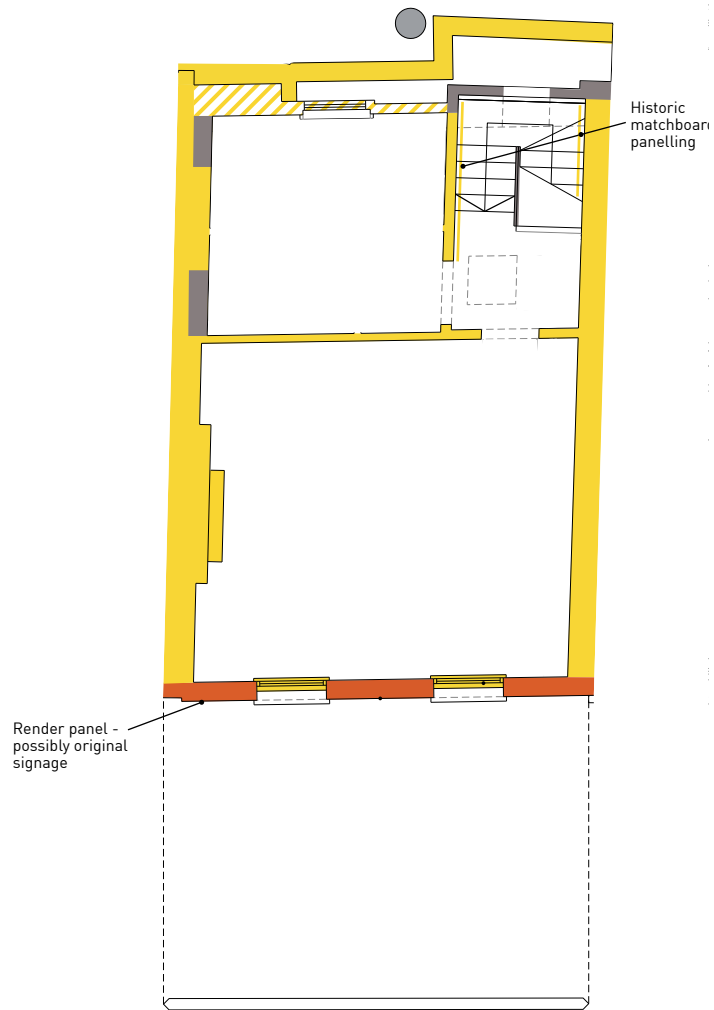 Historic
matchboard
panelling
Render panel -
possibly original
signage